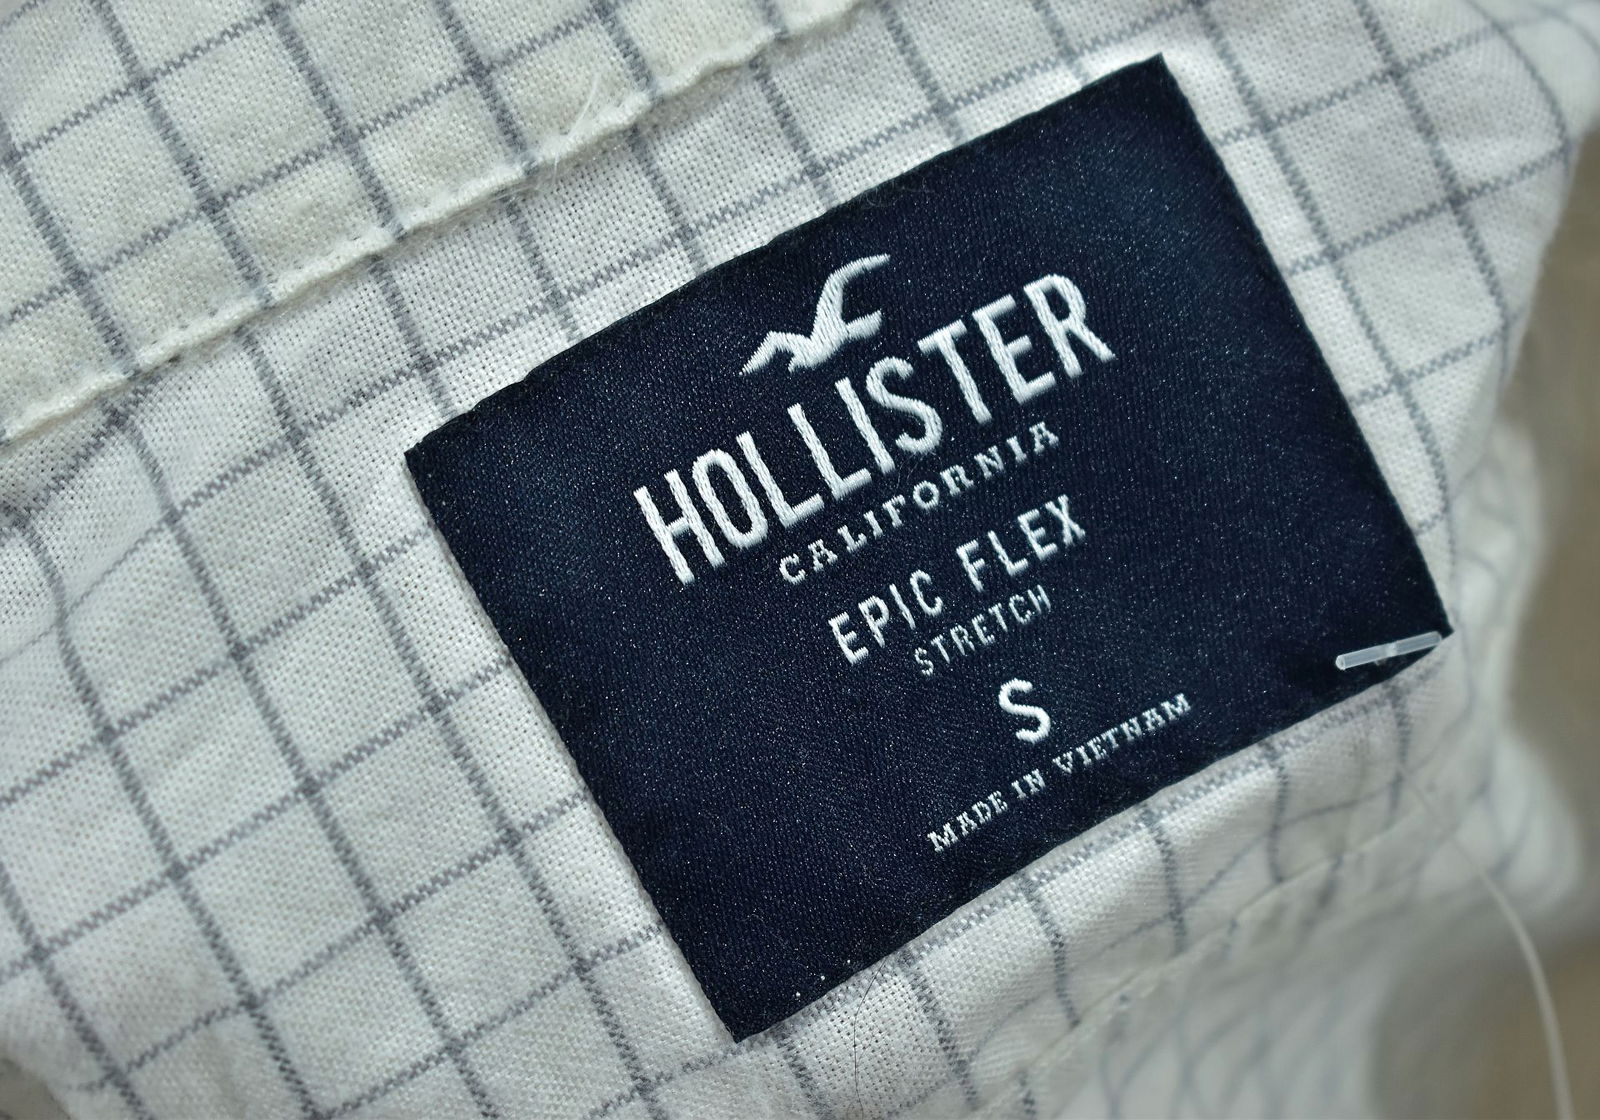 HOLLISTER
CALIFORNIA
EPIC FLEX
STRETCH
S
MADE IN VIETNAM